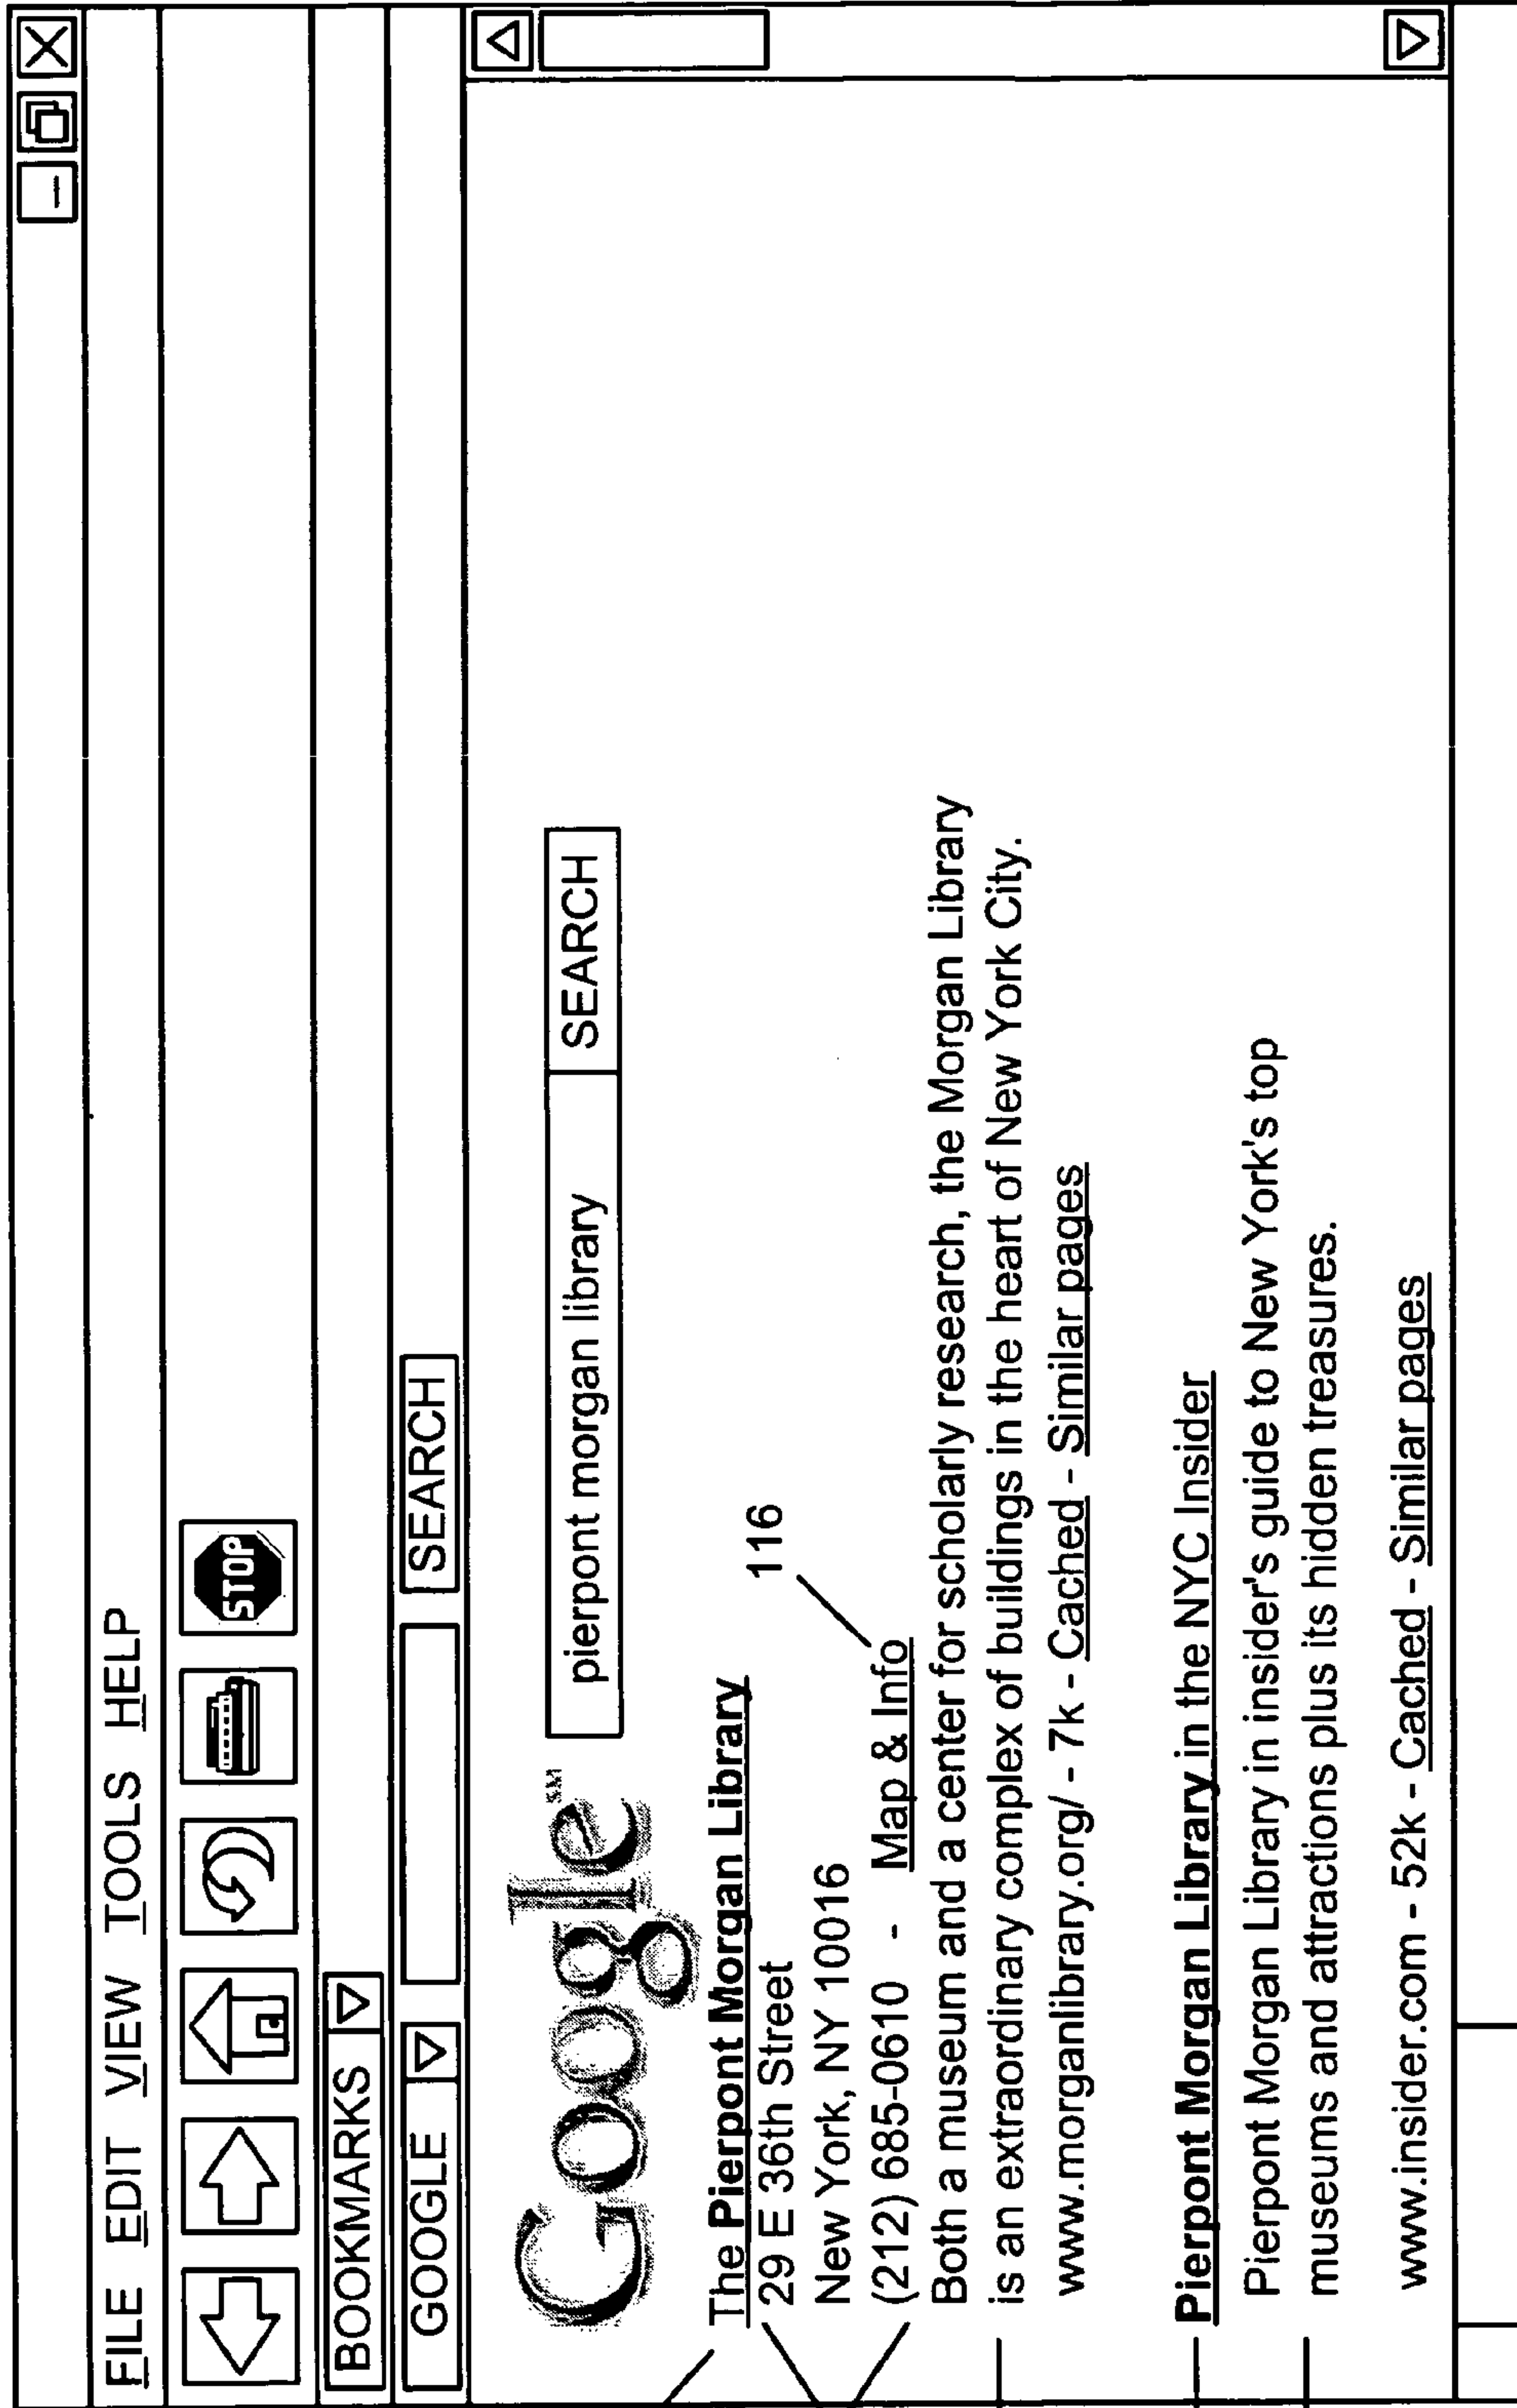 FILE EDIT VIEW TOOLS HELP
STOP
BOOKMARKS
GOOGLE SEARCH
Google SM pierpont morgan library SEARCH
The Pierpont Morgan Library
29 E 36th Street
New York, NY 10016
116
(212) 685-0610 - Map & Info
Both a museum and a center for scholarly research, the Morgan Library
is an extraordinary complex of buildings in the heart of New York City.
www.morganlibrary.org/ - 7k - Cached - Similar pages
Pierpont Morgan Library in the NYC Insider
Pierpont Morgan Library in insider's guide to New York's top
museums and attractions plus its hidden treasures.
www.insider.com - 52k - Cached - Similar pages